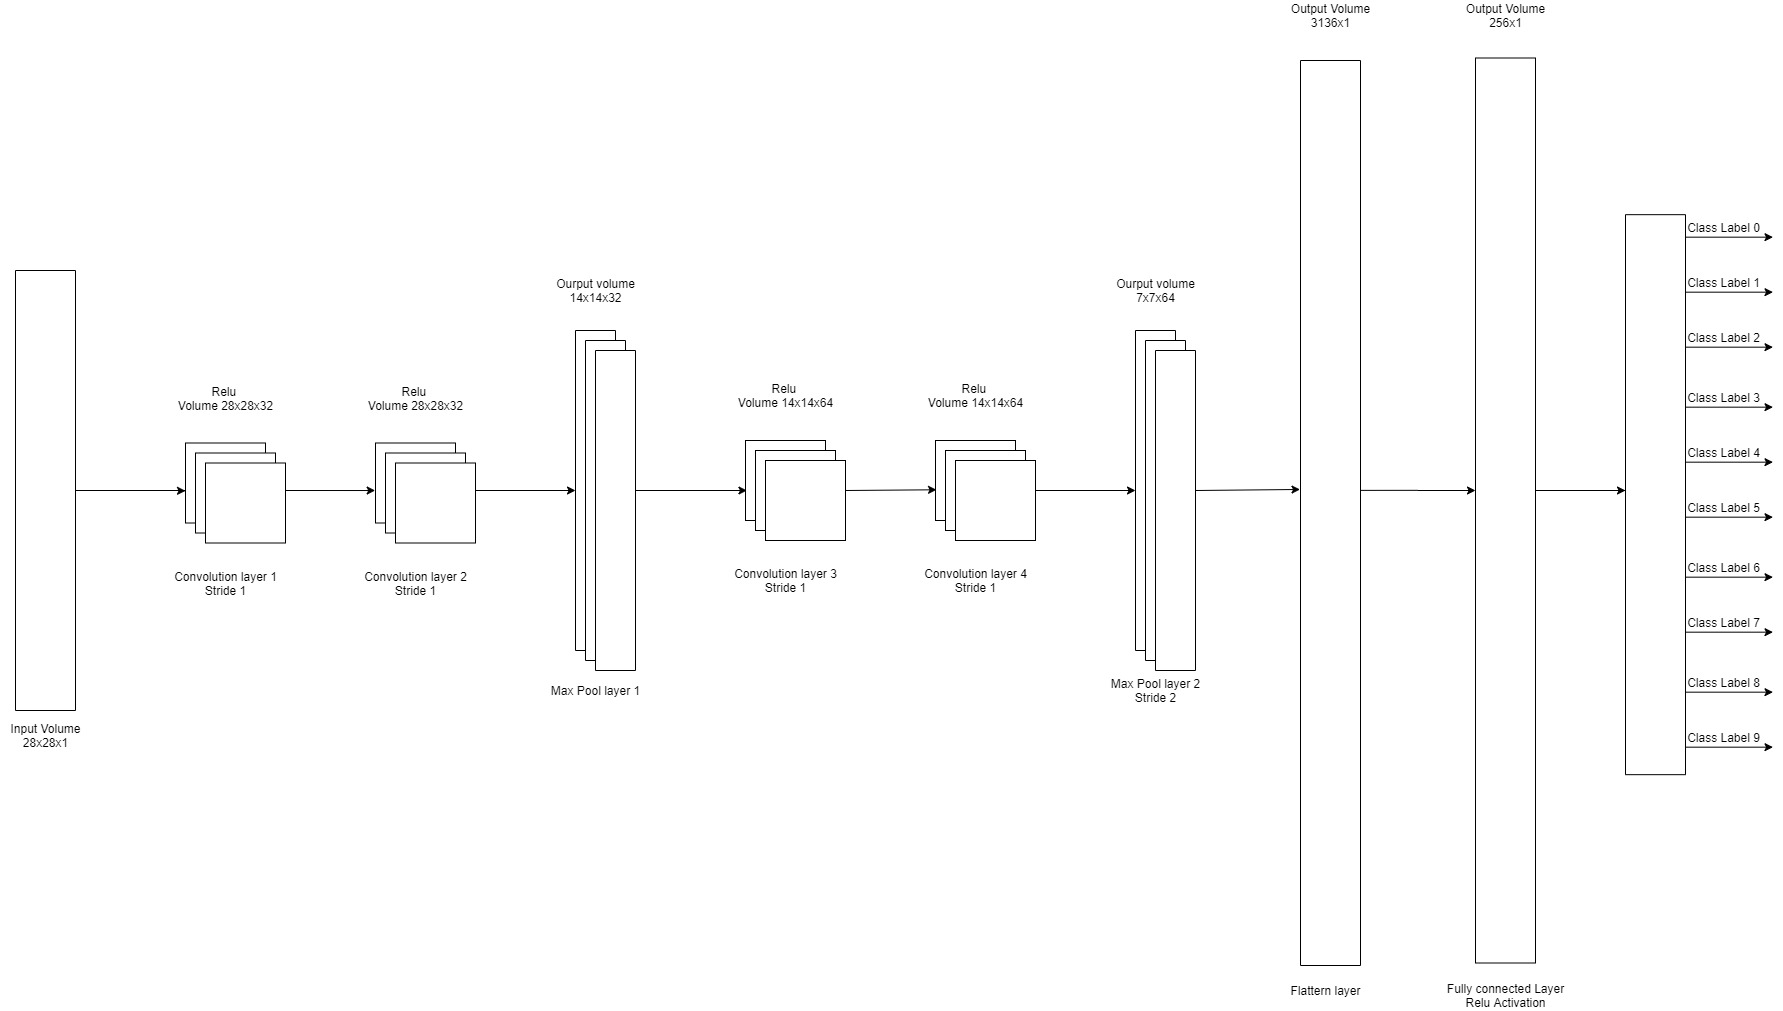 Output Volume
3136x1
Output Volume
256x1
Class Label 0
Class Label 1
Class Label 2
Class Label 3
Class Label 4
Class Label 5
Class Label 6
Class Label 7
Class Label 8
Class Label 9
Ourput volume
14x14x32
Ourput volume
7x7x64
Relu
Volume 28x28x32
Relu
Volume 28x28x32
Relu
Volume 14x14x64
Relu
Volume 14x14x64
Convolution layer 1
Stride 1
Convolution layer 2
Stride 1
Convolution layer 3
Stride 1
Convolution layer 4
Stride 1
Max Pool layer 1
Max Pool layer 2
Stride 2
Input Volume
28x28x1
Flattern layer
Fully connected Layer
Relu Activation